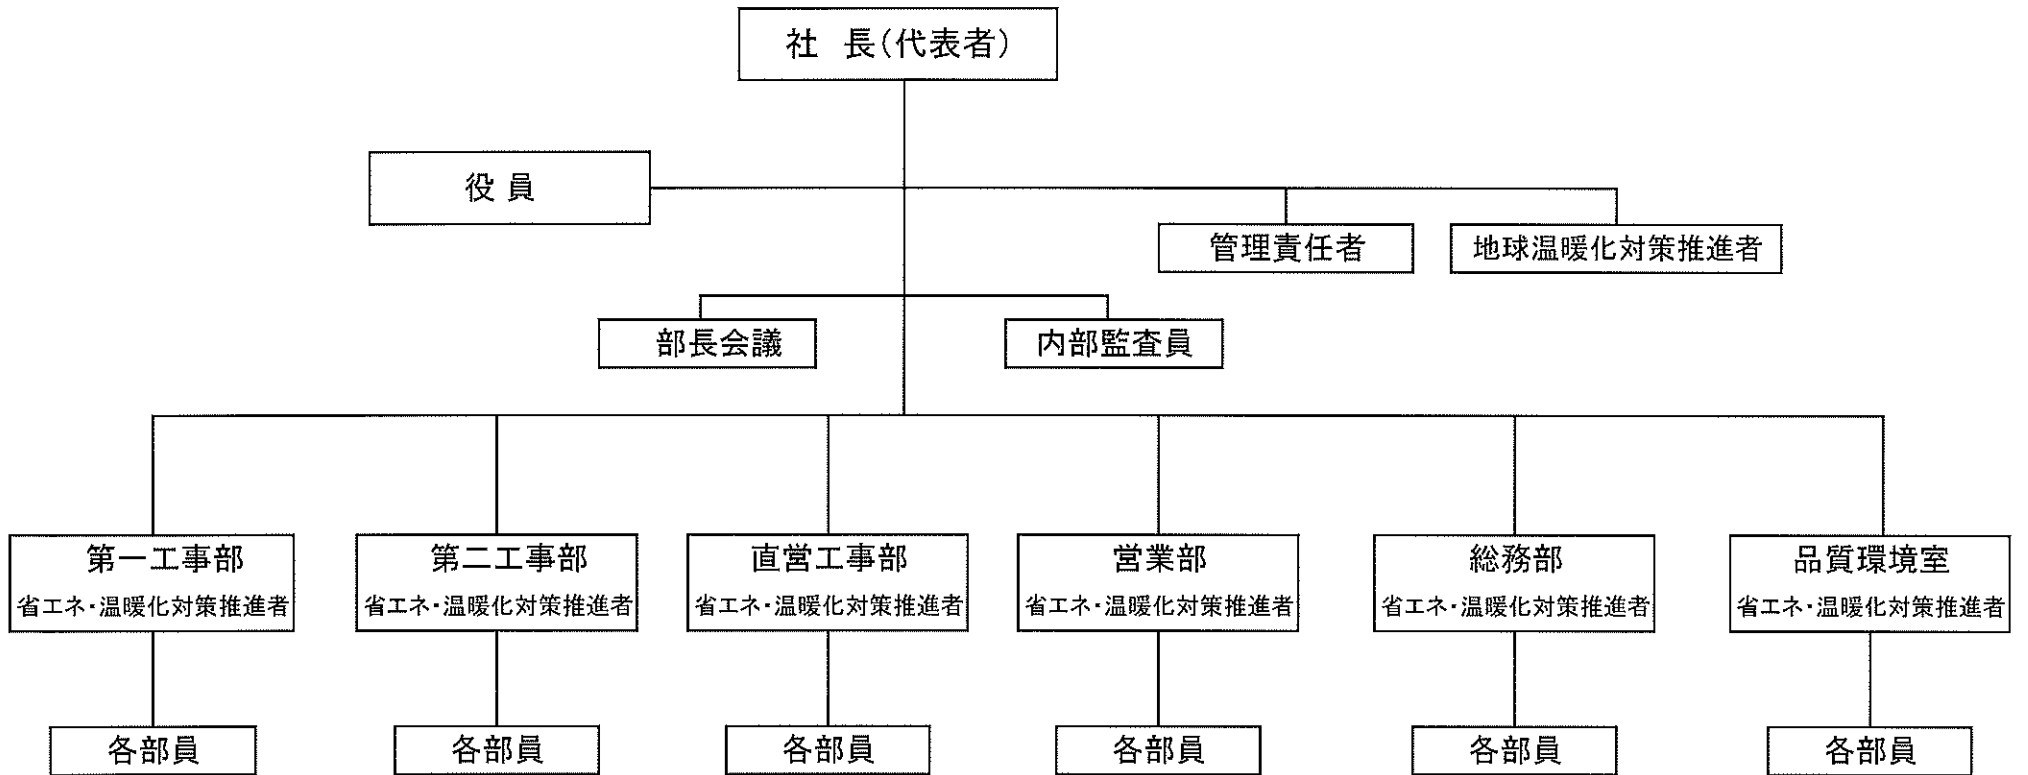 社 長(代表者)
役 員
管理責任者
地球温暖化対策推進者
部長会議
内部監査員
第一工事部
省エネ・温暖化対策推進者
第二工事部
省エネ・温暖化対策推進者
直営工事部
省エネ・温暖化対策推進者
営業部
省エネ・温暖化対策推進者
総務部
省エネ・温暖化対策推進者
品質環境室
省エネ・温暖化対策推進者
各部員
各部員
各部員
各部員
各部員
各部員